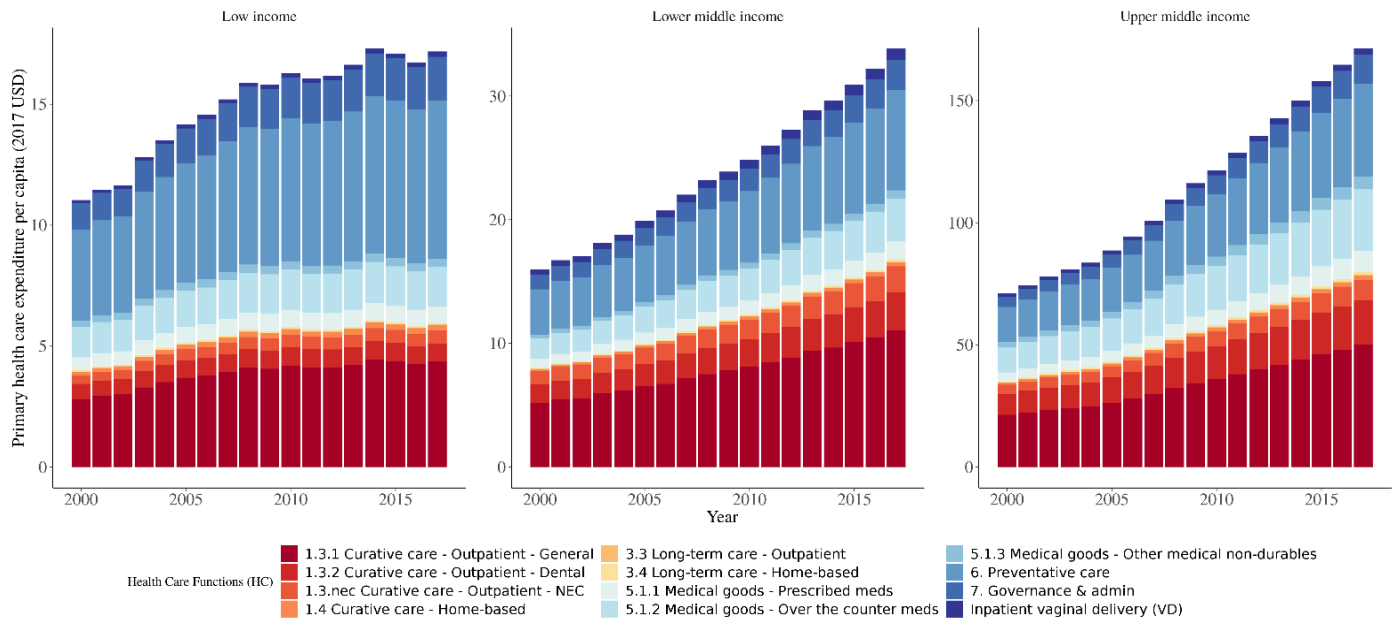 Low income
Lower middle income
Upper middle income
Primary health care expenditure per capita (2017 USD)
15
10
5
0
30
20
10
0
150
100
50
0
2000 2005 2010 2015
2000 2005 2010 2015
2000 2005 2010 2015
Year
Health Care Functions (HC)
1.3.1 Curative care - Outpatient - General
1.3.2 Curative care - Outpatient - Dental
1.3.nec Curative care - Outpatient - NEC
1.4 Curative care - Home-based
3.3 Long-term care - Outpatient
3.4 Long-term care - Home-based
5.1.1 Medical goods - Prescribed meds
5.1.2 Medical goods - Over the counter meds
5.1.3 Medical goods - Other medical non-durables
6. Preventative care
7. Governance & admin
Inpatient vaginal delivery (VD)